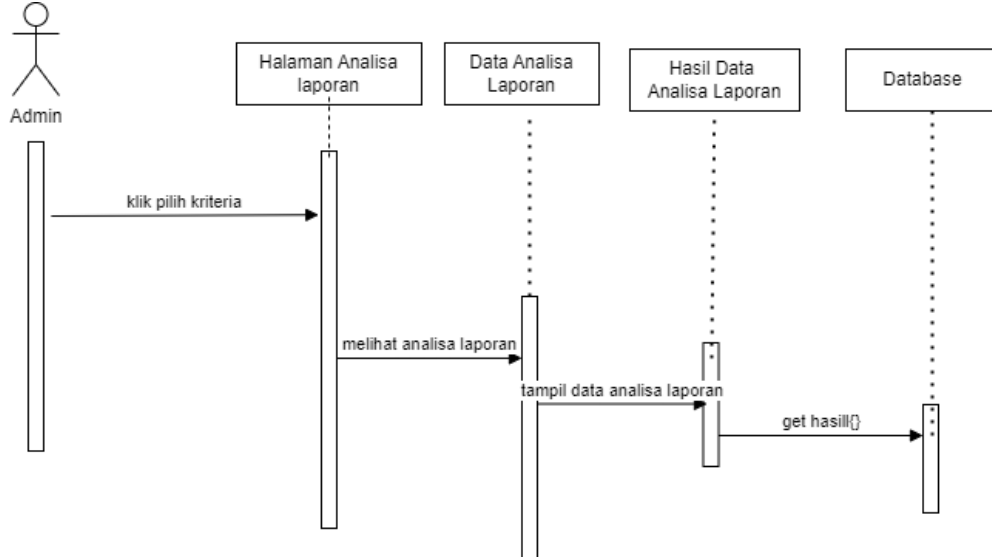 Admin
Halaman Analisa
laporan
Data Analisa
Laporan
Hasil Data
Analisa Laporan
Database
klik pilih kriteria
melihat analisa laporan
tampil data analisa laporan
get hasill{}